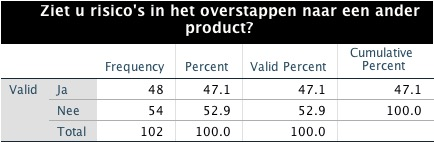 Ziet u risico's in het overstappen naar een ander
product?
Frequency Percent Valid Percent Cumulative Percent
Valid Ja 48 47.1 47.1 47.1
Nee 54 52.9 52.9 100.0
Total 102 100.0 100.0